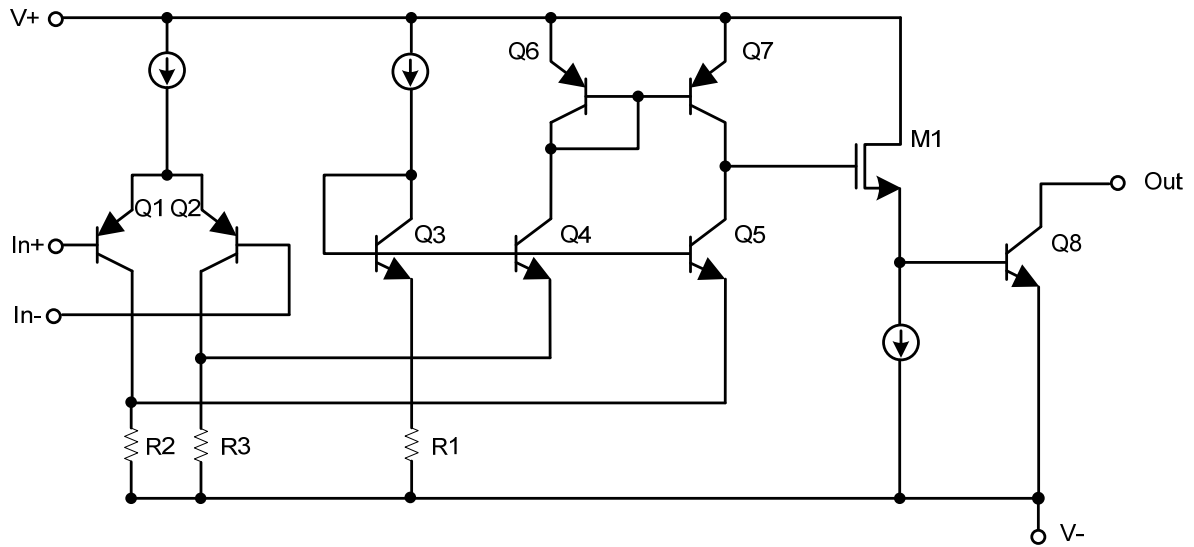 V+
Q6
Q7
M1
Q1
Q2
Out
In+
Q3
Q4
Q5
Q8
In-
R2
R3
R1
V-